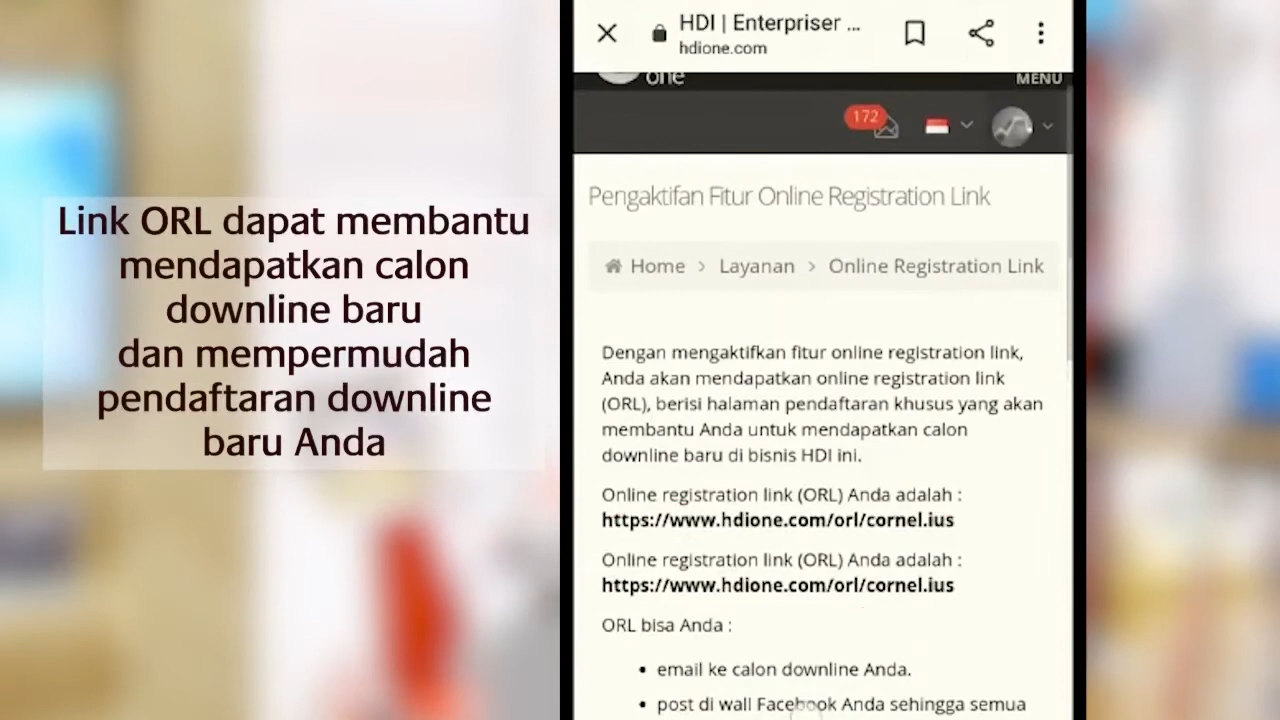 Link ORL dapat membantu
mendapatkan calon
downline baru
dan mempermudah
pendaftaran downline
baru Anda
HDI | Enterpriser ...
hdione.com
one
MENU
172
Pengaktifan Fitur Online Registration Link
Home > Layanan > Online Registration Link
Dengan mengaktifkan fitur online registration link,
Anda akan mendapatkan online registration link
(ORL), berisi halaman pendaftaran khusus yang akan
membantu Anda untuk mendapatkan calon
downline baru di bisnis HDI ini.
Online registration link (ORL) Anda adalah :
https://www.hdione.com/orl/cornel.ius
Online registration link (ORL) Anda adalah :
https://www.hdione.com/orl/cornel.ius
ORL bisa Anda :
• email ke calon downline Anda.
• post di wall Facebook Anda sehingga semua